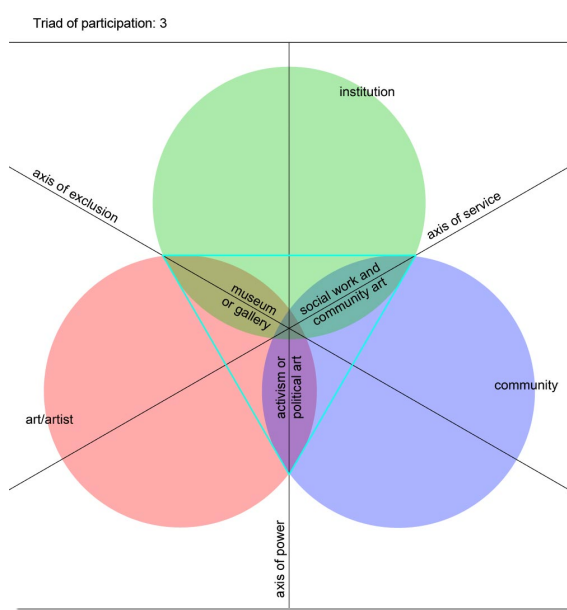 Triad of participation: 3
institution
axis of exclusion
axis of service
museum
or gallery
social work and
community art
activism or
political art
community
art/artist
axis of power